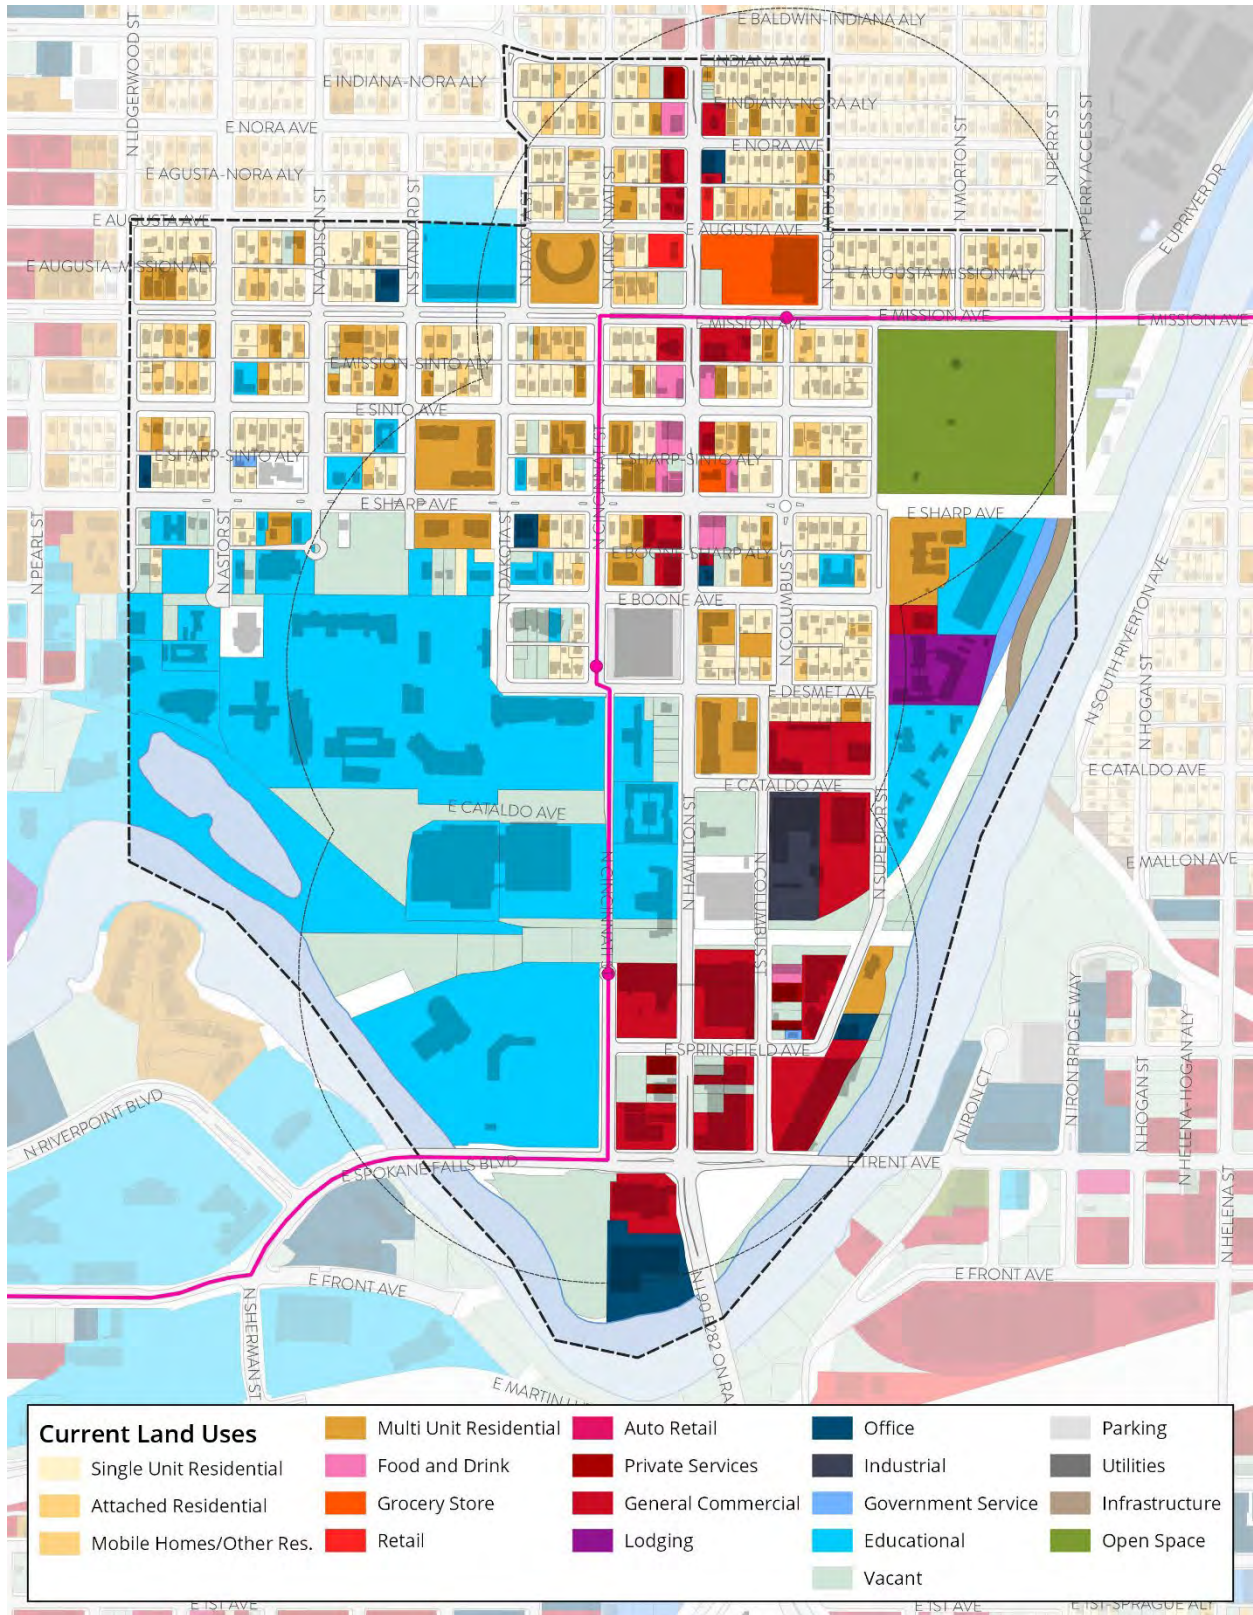 E BALDWIN-INDIANA ALY
N LIDGERWOOD ST
E INDIANA AVE
E INDIANA-NORA ALY
E INDIANA-NORA ALY
E NORA AVE
E NORA AVE
N MORTON ST
N PERRY ST
N PERRY ACCESS ST
E UPRIVER DR
E AGUSTA-NORA ALY
N ADDISON ST
N STANDARD ST
N DAKOTA ST
N CINCINNATI ST
N COLUMBUS ST
E AUGUSTA AVE
E AUGUSTA AVE
E AUGUSTA-MISSION ALY
E AUGUSTA-MISSION ALY
E MISSION AVE
E MISSION AVE
E MISSION AVE
E MISSION-SINTO ALY
E SINTO AVE
E SHARP-SINTO ALY
E SHARP-SINTO ALY
N CINCINNATI ST
E SHARP AVE
E SHARP AVE
N PEARL ST
N ASTOR ST
N DAKOTA ST
E BOONE-SHARP ALY
N COLUMBUS ST
E BOONE AVE
N SOUTH RIVERTON AVE
N HOGAN ST
E DESMET AVE
E CATALDO AVE
E CATALDO AVE
E CATALDO AVE
N HAMILTON ST
N COLUMBUS ST
N SUPERIOR ST
N CINCINNATI ST
E MALLON AVE
E SPRINGFIELD AVE
N IRON BRIDGE WAY
N IRON CT
N HOGAN ST
N HELENA-HOGAN ALY
N RIVERPOINT BLVD
E SPOKANE FALLS BLVD
E TRENT AVE
N HELENA ST
E FRONT AVE
E FRONT AVE
N SHERMAN ST
E MARTIN LU
Current Land Uses
Single Unit Residential
Attached Residential
Mobile Homes/Other Res.
Multi Unit Residential
Food and Drink
Grocery Store
Retail
Auto Retail
Private Services
General Commercial
Lodging
Office
Industrial
Government Service
Educational
Vacant
Parking
Utilities
Infrastructure
Open Space
E 1ST AVE
E 1ST AVE
E 1ST-SPRAGUE ALY